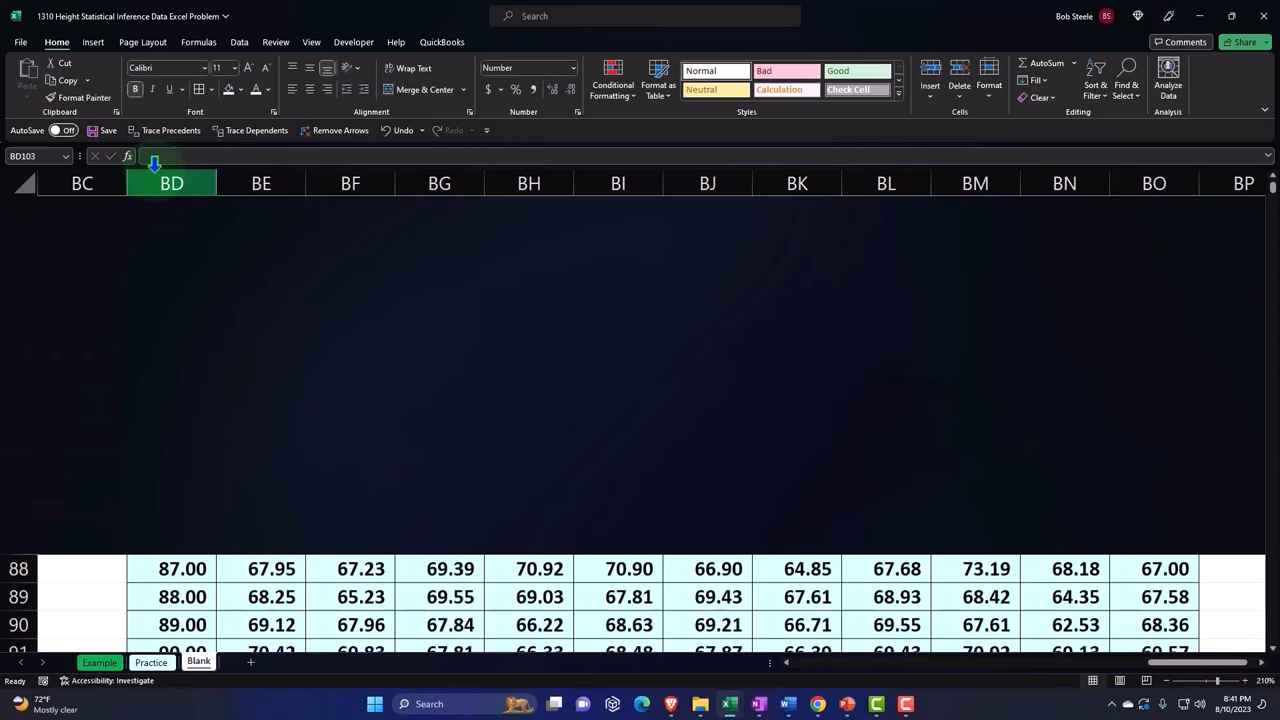 1310 Height Statistical Inference Data Excel Problem
Search
Bob Steele
BS
File Home Insert Page Layout Formulas Data Review View Developer Help QuickBooks
Comments
Share
Paste
Cut
Copy
Format Painter
Clipboard
Calibri
11
B I U
Font
Wrap Text
Merge & Center
Alignment
Number
$ % 9
Number
Conditional Formatting
Format as Table
Normal Bad Good
Neutral Calculation Check Cell
Styles
Insert Delete Format
Cells
AutoSum
Fill
Clear
Sort & Filter
Find & Select
Editing
Analyze Data
Analysis
AutoSave Off Save Trace Precedents Trace Dependents Remove Arrows Undo Redo
BD103
fx
BC BD BE BF BG BH BI BJ BK BL BM BN BO BP
88 87.00 67.95 67.23 69.39 70.92 70.90 66.90 64.85 67.68 73.19 68.18 67.00
89 88.00 68.25 65.23 69.55 69.03 67.81 69.43 67.61 68.93 68.42 64.35 67.58
90 89.00 69.12 67.96 67.84 66.22 68.63 69.21 66.71 69.55 67.61 62.53 68.36
Example Practice Blank
Ready
Accessibility: Investigate
210%
72°F
Mostly clear
Search
8:41 PM
8/10/2023